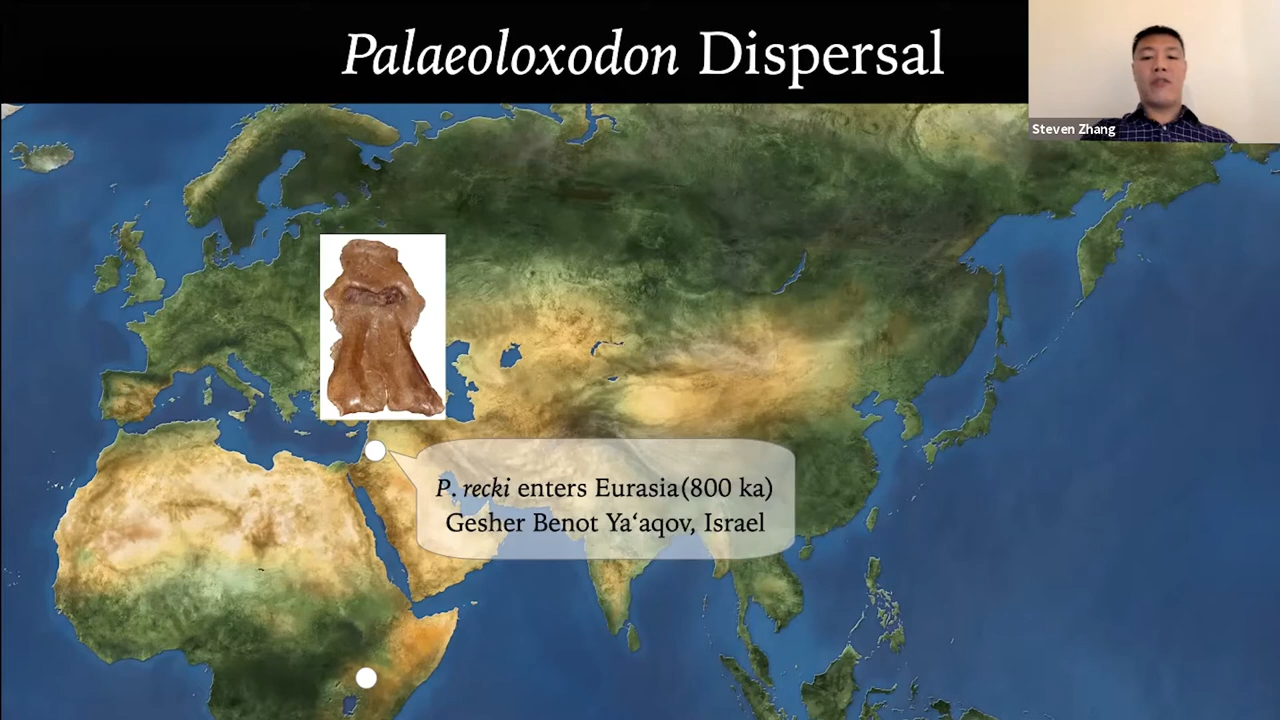 Palaeoloxodon Dispersal
Steven Zhang
P. recki enters Eurasia(800 ka)
Gesher Benot Ya‘aqov, Israel